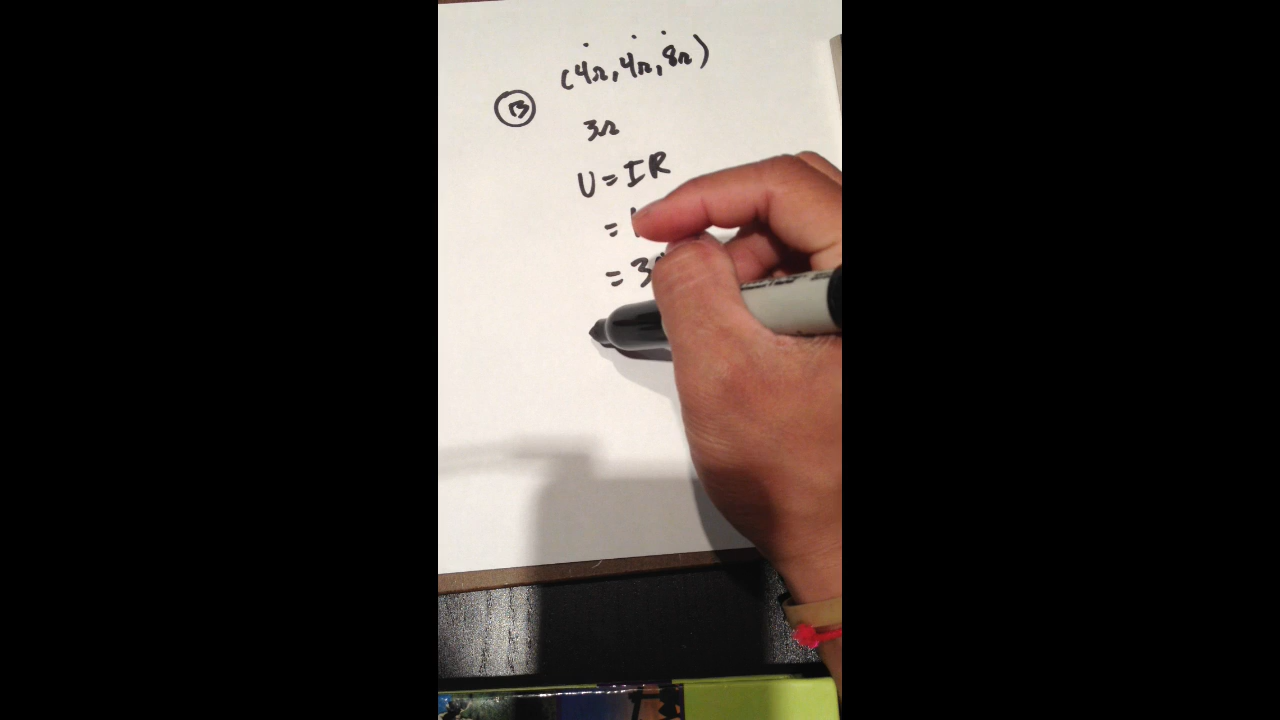 (4Ω, 4Ω, 8Ω)
13
3Ω
U = IR
=
= 3